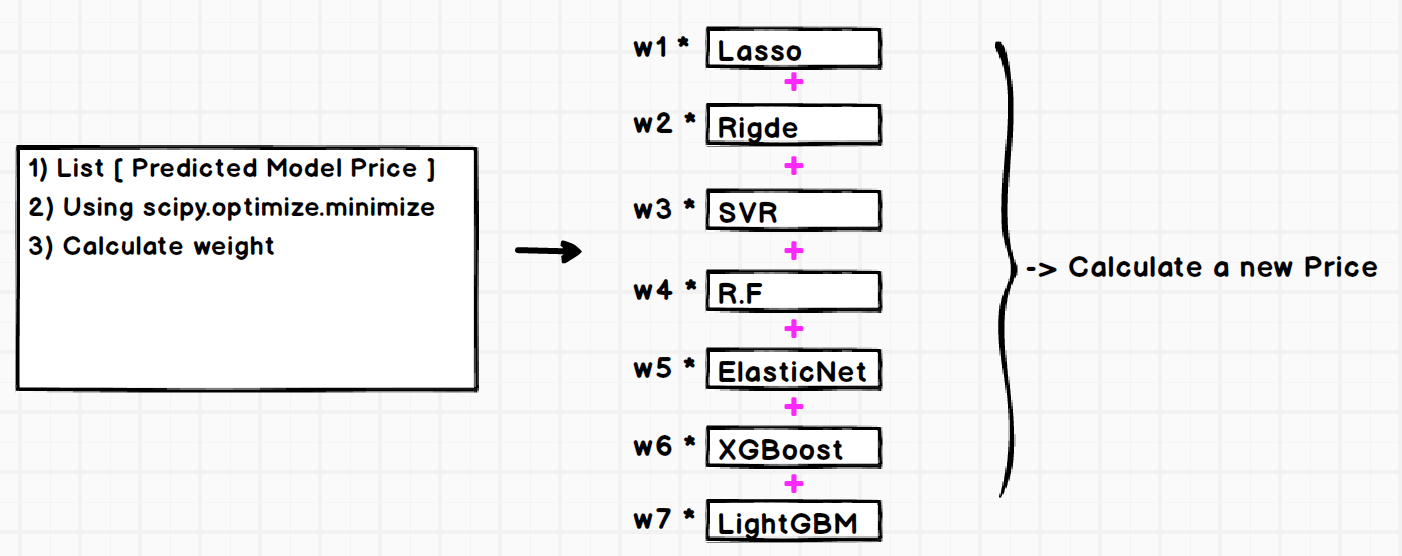 1) List [ Predicted Model Price ]
2) Using scipy.optimize.minimize
3) Calculate weight
w1 * Lasso
+
w2 * Rigde
+
w3 * SVR
+
w4 * R.F
+
w5 * ElasticNet
+
w6 * XGBoost
+
w7 * LightGBM
-> Calculate a new Price